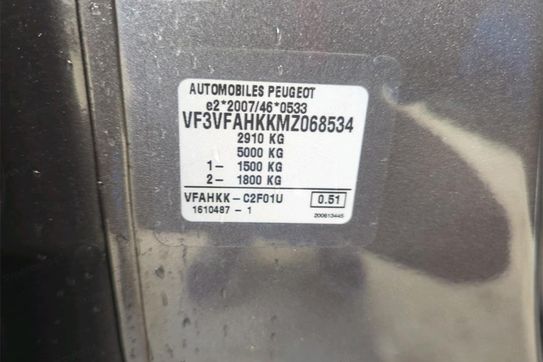 AUTOMOBILES PEUGEOT
e2*2007/46*0533
VF3VFAHKKMZ068534
2910 KG
5000 KG
1- 1500 KG
2- 1800 KG
VFAHKK-C2F01U 0.51
1610487-1 200613445